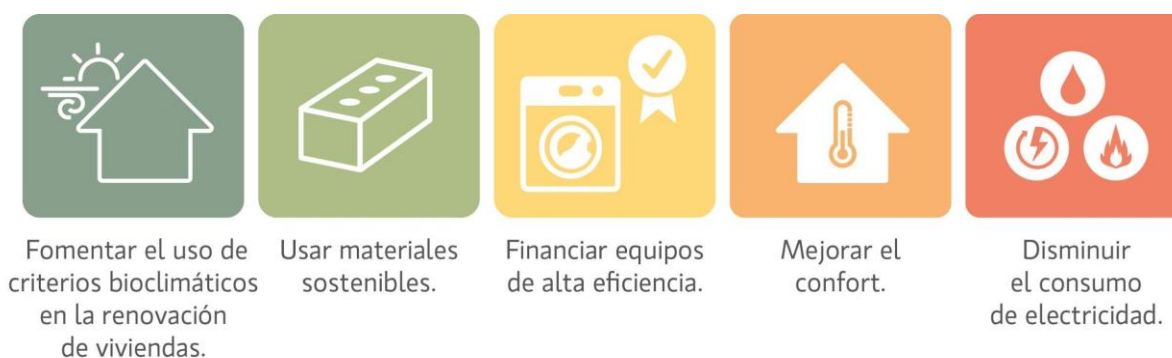 Fomentar el uso de
criterios bioclimáticos
en la renovación
de viviendas.
Usar materiales
sostenibles.
Financiar equipos
de alta eficiencia.
Mejorar el
confort.
Disminuir
el consumo
de electricidad.